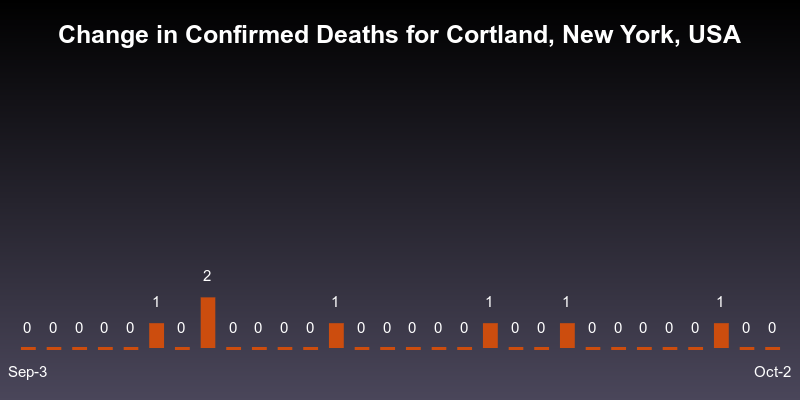 Change in Confirmed Deaths for Cortland, New York, USA
2
1 1 1 1 1
0 0 0 0 0 0 0 0 0 0 0 0 0 0 0 0 0 0 0 0 0 0 0 0
Sep-3 Oct-2